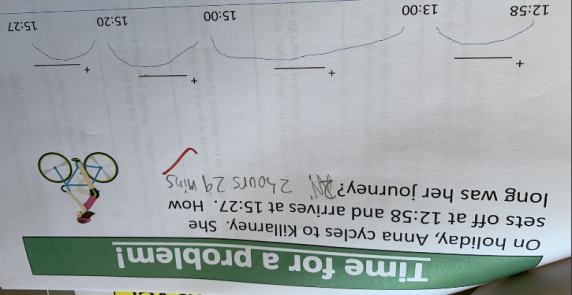 Time for a problem!
On holiday, Anna cycles to Killarney. She
sets off at 12:58 and arrives at 15:27. How
long was her journey? 2 hours 29 mins
+ + + +
12:58 13:00 15:00 15:20 15:27